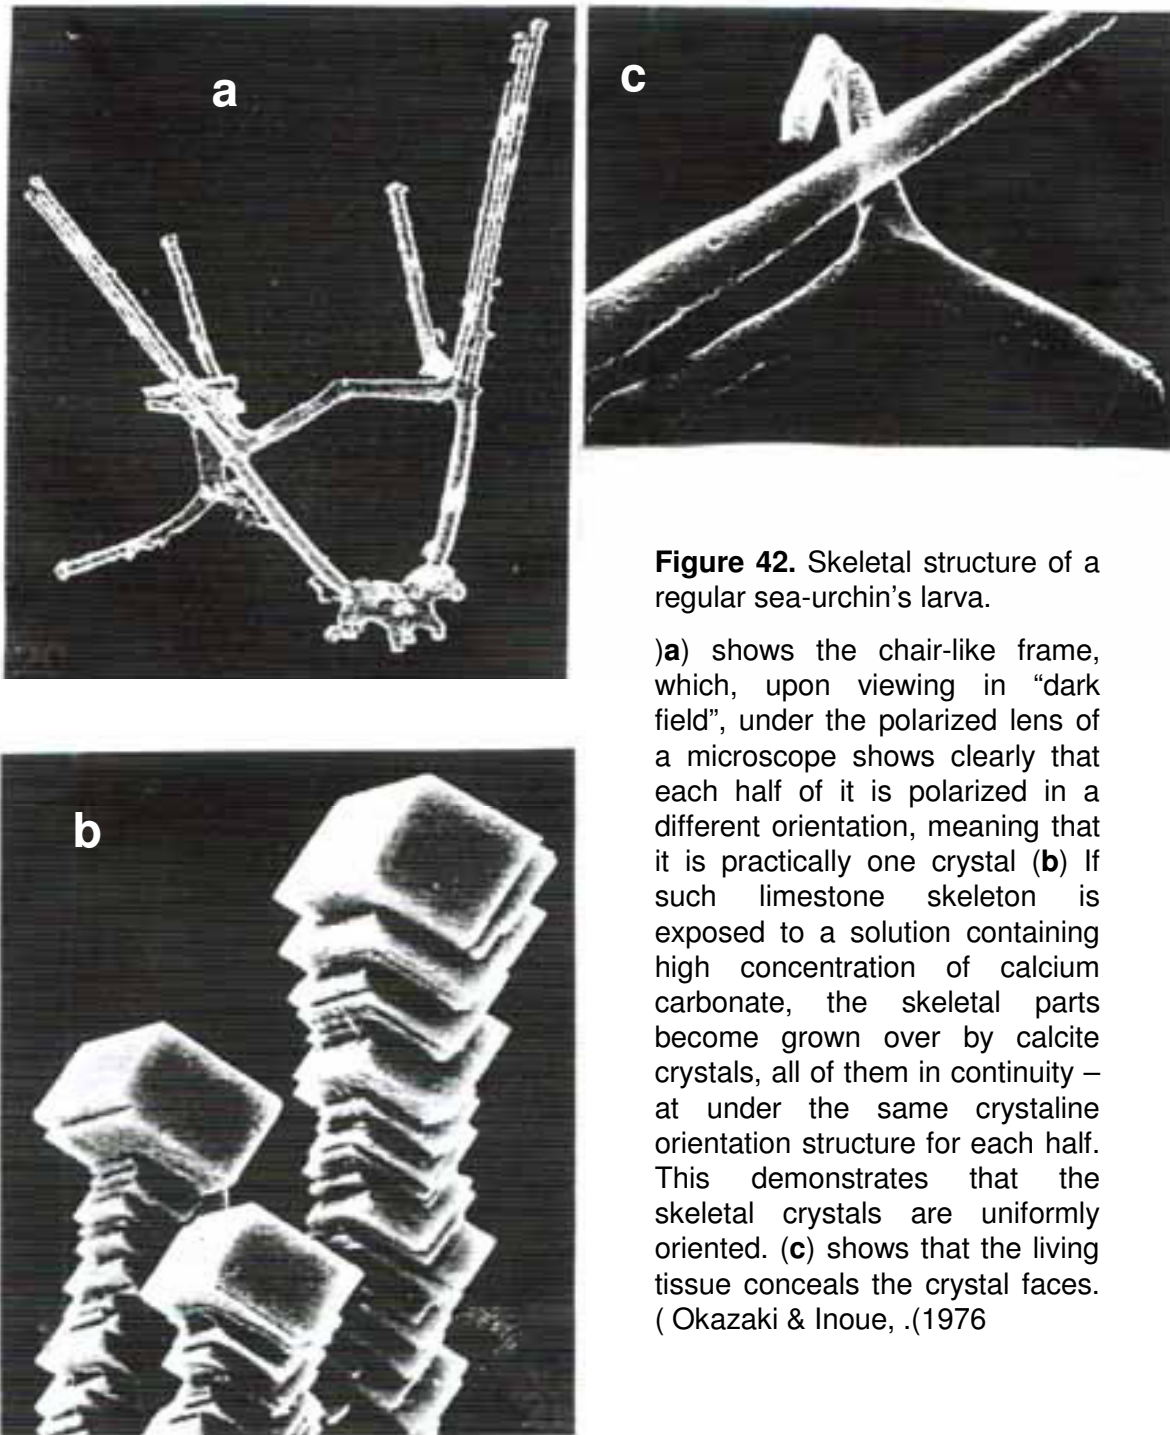 a
c
b
Figure 42. Skeletal structure of a
regular sea-urchin’s larva.
)a) shows the chair-like frame,
which, upon viewing in “dark
field”, under the polarized lens of
a microscope shows clearly that
each half of it is polarized in a
different orientation, meaning that
it is practically one crystal (b) If
such limestone skeleton is
exposed to a solution containing
high concentration of calcium
carbonate, the skeletal parts
become grown over by calcite
crystals, all of them in continuity –
at under the same crystaline
orientation structure for each half.
This demonstrates that the
skeletal crystals are uniformly
oriented. (c) shows that the living
tissue conceals the crystal faces.
( Okazaki & Inoue, .(1976